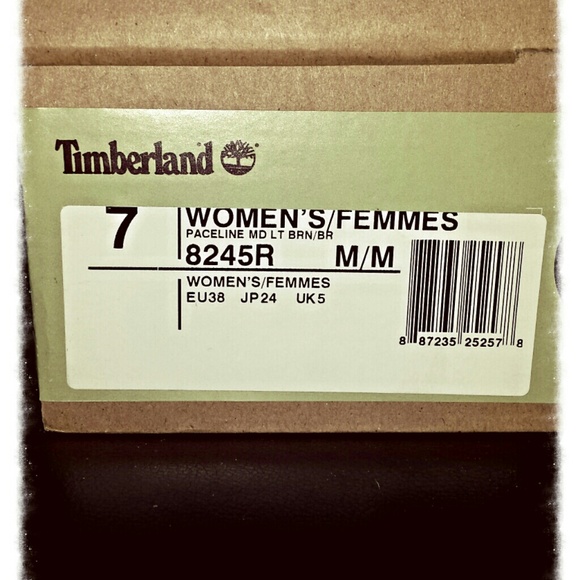 Timberland
7
WOMEN'S/FEMMES
PACELINE MD LT BRN/BR
8245R M/M
WOMEN'S/FEMMES
EU38 JP24 UK5
8 87235 25257 8